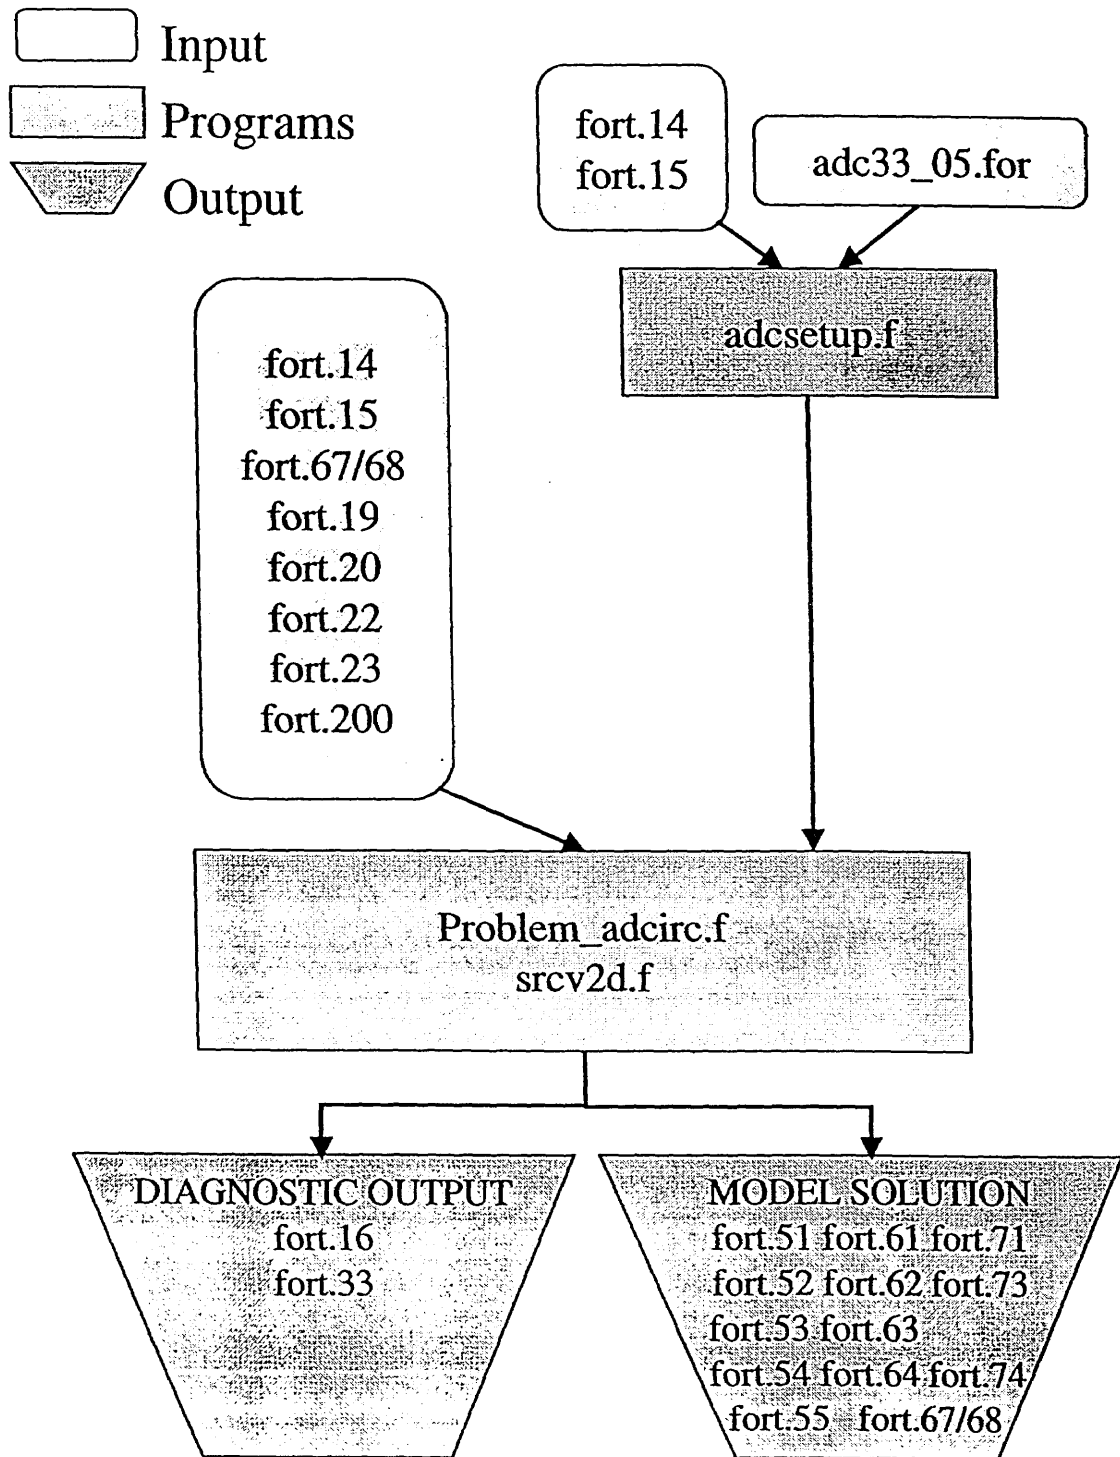 Input
Programs
Output
fort.14
fort.15
adc33_05.for
adcsetup.f
fort.14
fort.15
fort.67/68
fort.19
fort.20
fort.22
fort.23
fort.200
Problem_adcirc.f
srcv2d.f
DIAGNOSTIC OUTPUT
fort.16
fort.33
MODEL SOLUTION
fort.51 fort.61 fort.71
fort.52 fort.62 fort.73
fort.53 fort.63
fort.54 fort.64 fort.74
fort.55 fort.67/68